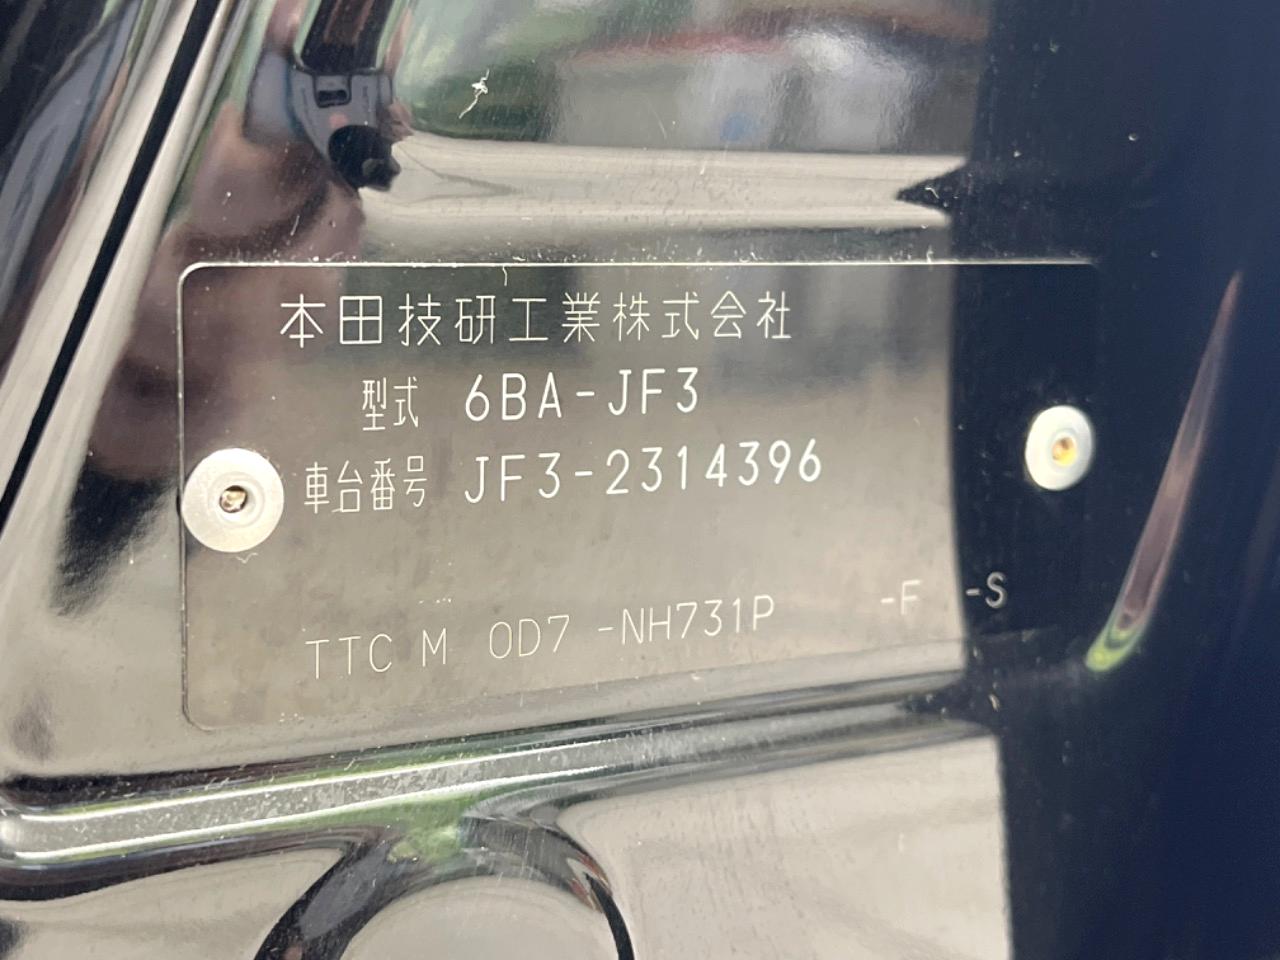 本田技研工業株式会社
型式 6BA-JF3
車台番号 JF3-2314396
TTC M 0D7 -NH731P -F -S